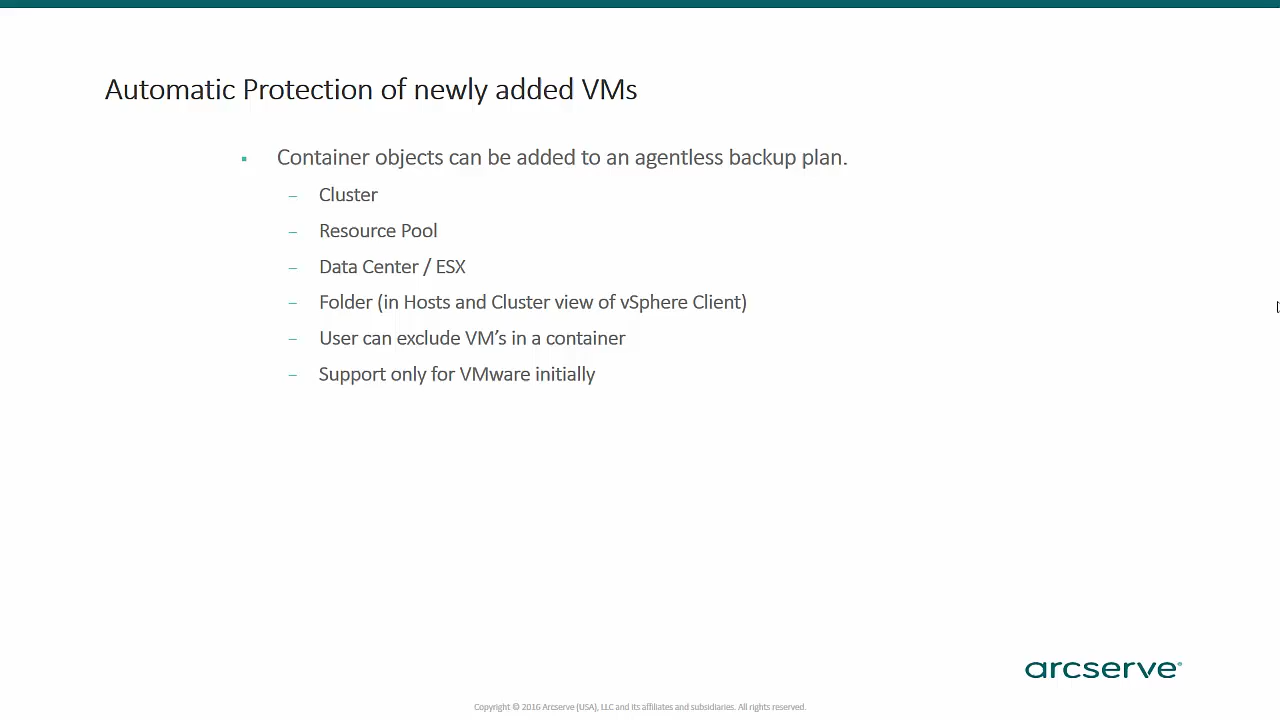 Automatic Protection of newly added VMs
▪ Container objects can be added to an agentless backup plan.
– Cluster
– Resource Pool
– Data Center / ESX
– Folder (in Hosts and Cluster view of vSphere Client)
– User can exclude VM’s in a container
– Support only for VMware initially
arcserve®
Copyright © 2016 Arcserve (USA), LLC and its affiliates and subsidiaries. All rights reserved.